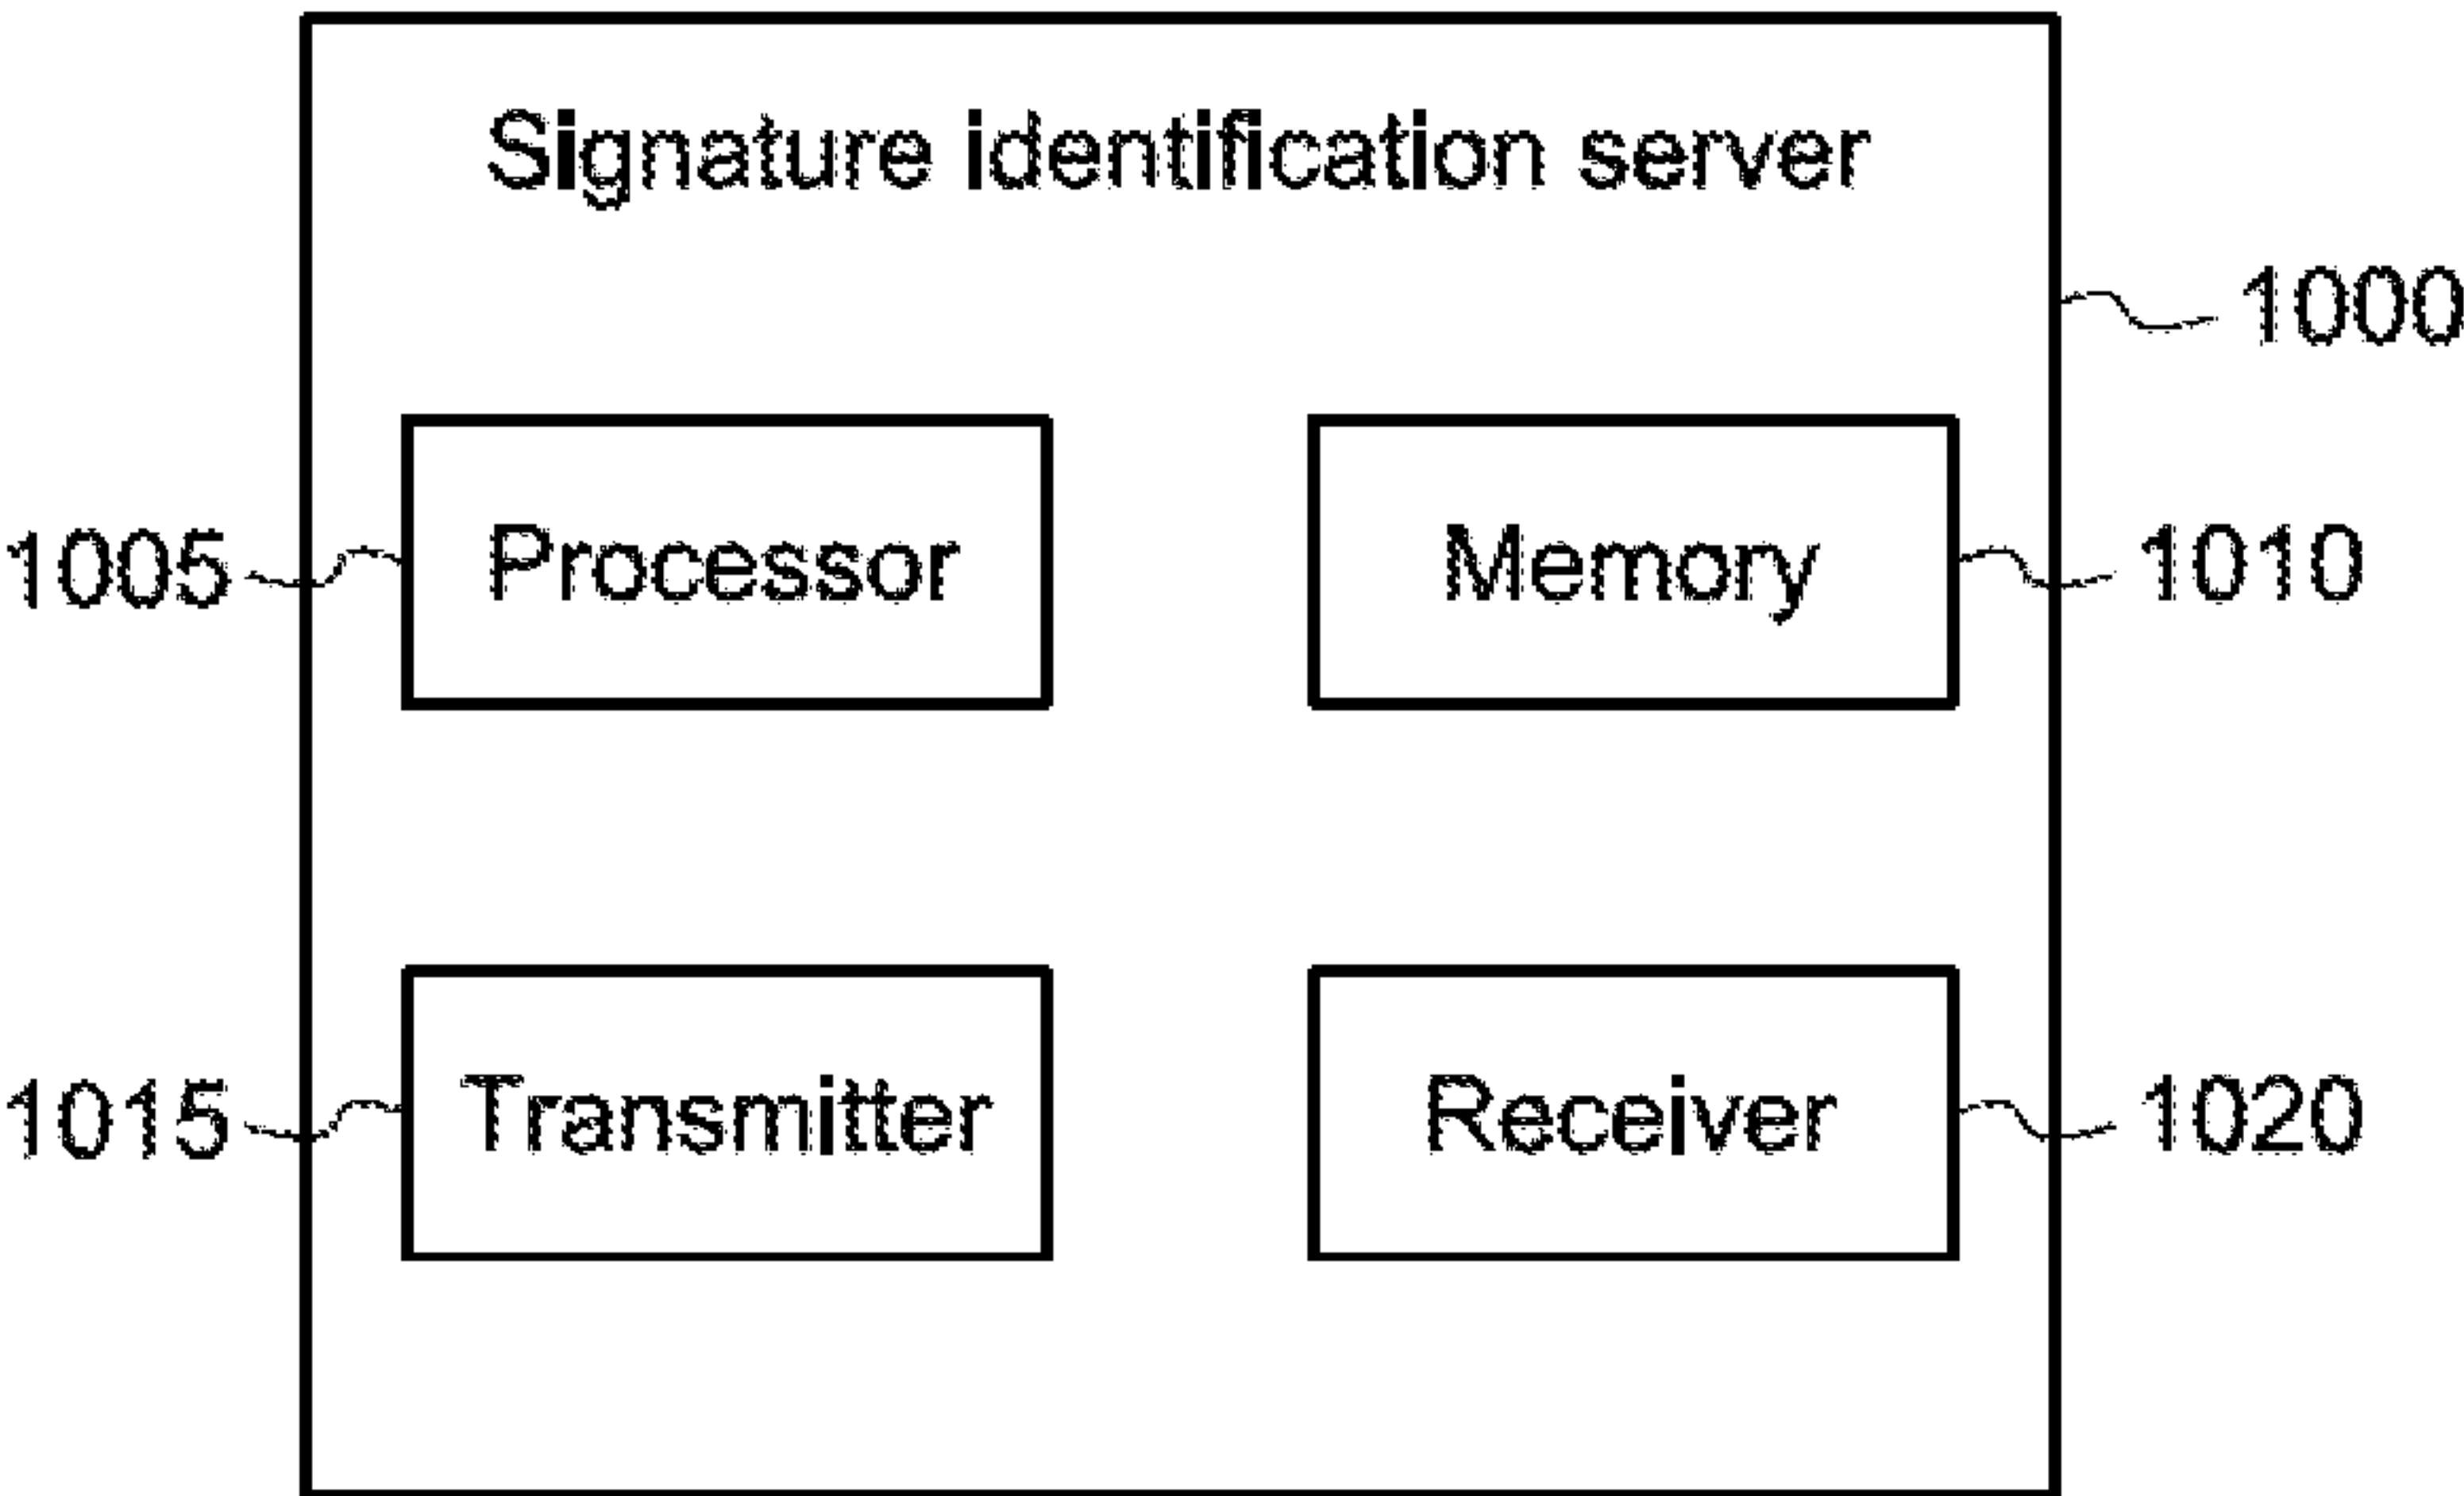 Signature identification server
1000
1005
Processor
Memory
1010
1015
Transmitter
Receiver
1020